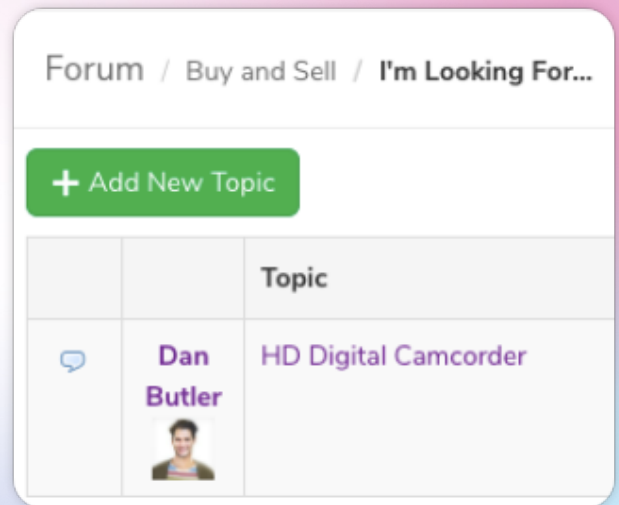 Forum / Buy and Sell / I'm Looking For...
+ Add New Topic
Topic
Dan HD Digital Camcorder
Butler